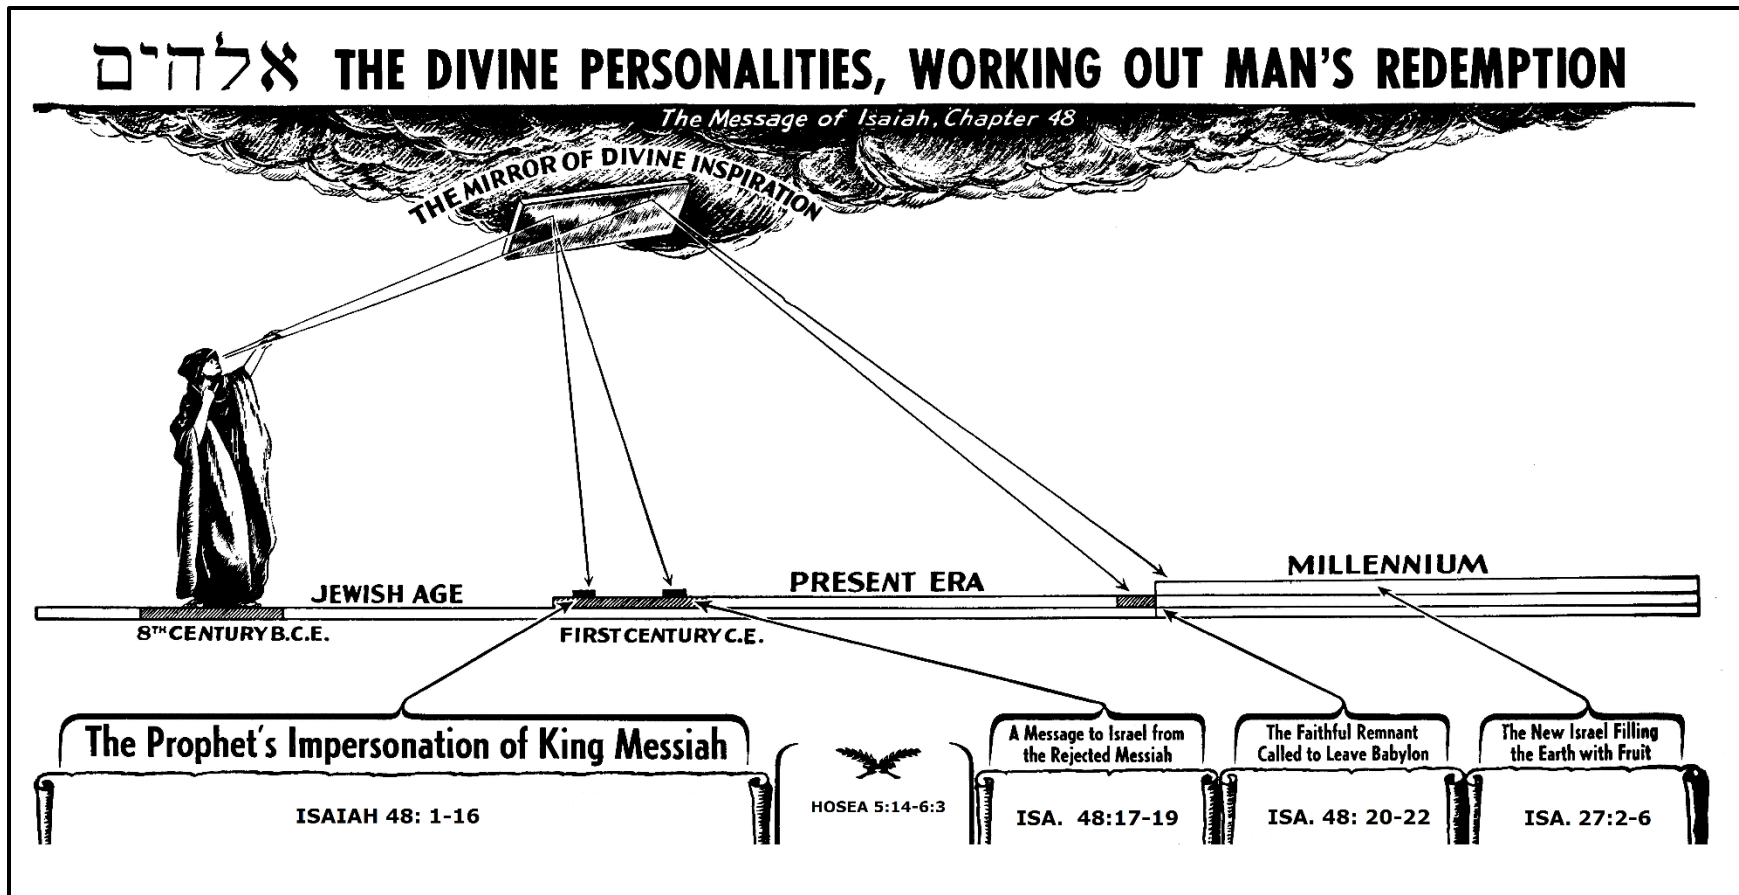 אלהים THE DIVINE PERSONALITIES, WORKING OUT MAN'S REDEMPTION
The Message of Isaiah, Chapter 48
THE MIRROR OF DIVINE INSPIRATION
MILLENNIUM
PRESENT ERA
JEWISH AGE
8TH CENTURY B.C.E.
FIRST CENTURY C.E.
The Prophet's Impersonation of King Messiah
ISAIAH 48: 1-16
HOSEA 5:14-6:3
A Message to Israel from
the Rejected Messiah
ISA. 48:17-19
The Faithful Remnant
Called to Leave Babylon
ISA. 48: 20-22
The New Israel Filling
the Earth with Fruit
ISA. 27:2-6